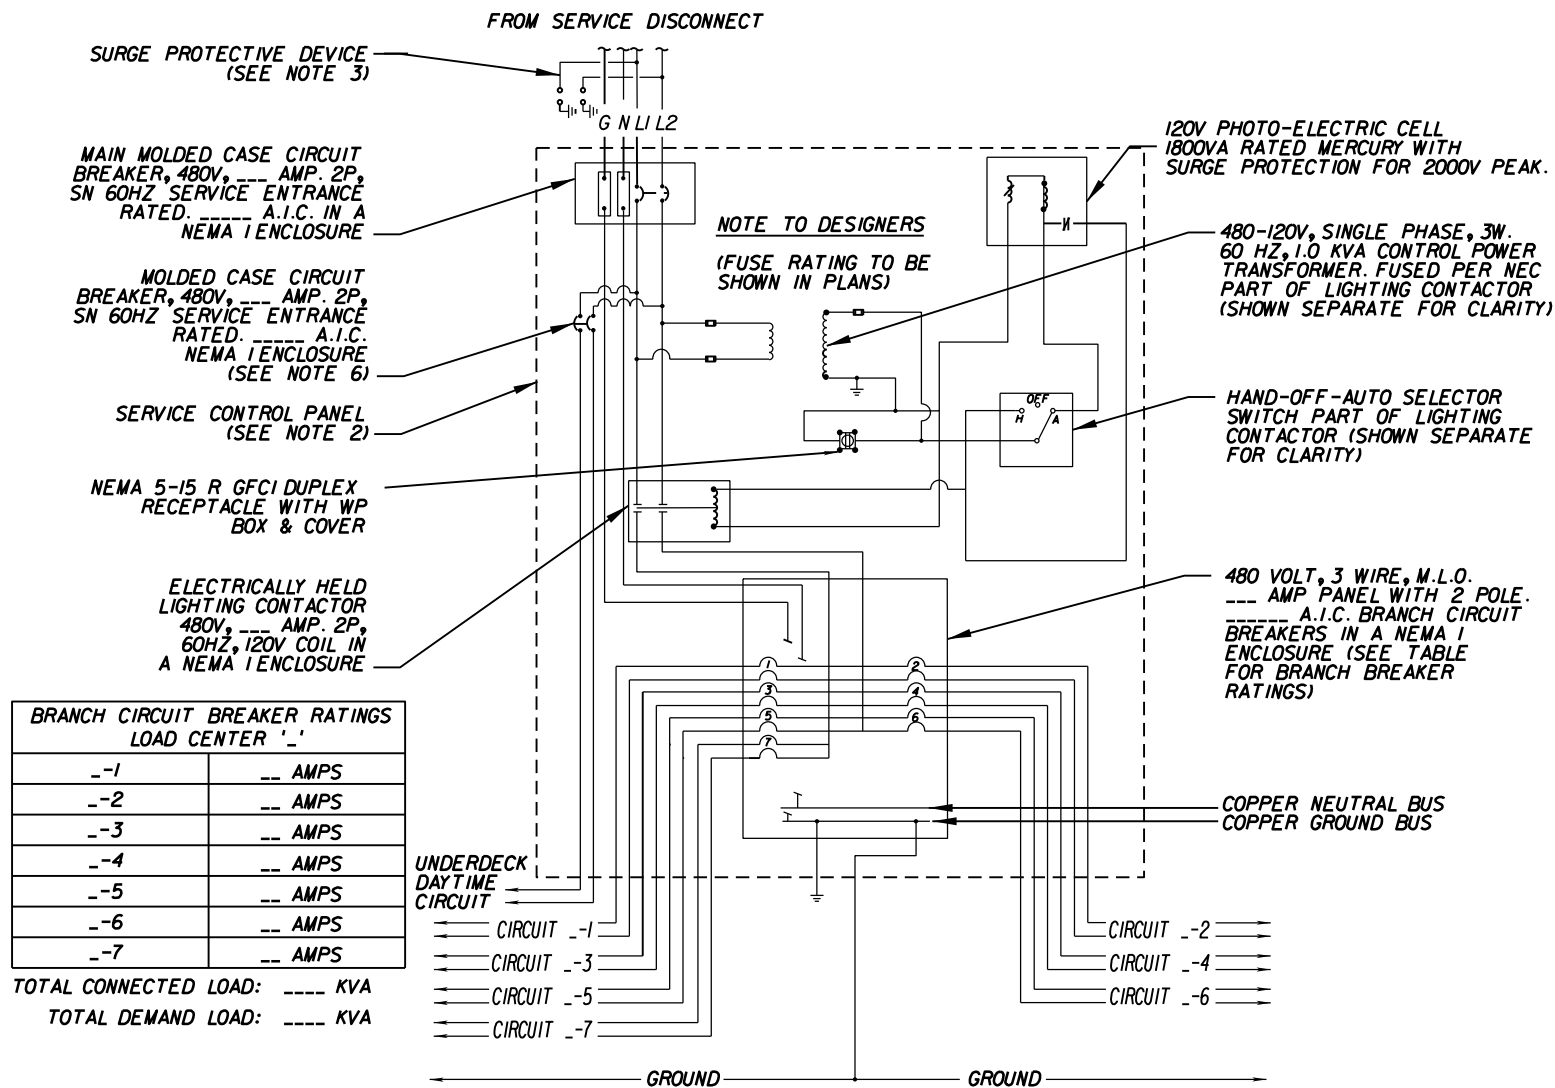 FROM SERVICE DISCONNECT
SURGE PROTECTIVE DEVICE
(SEE NOTE 3)
G N L1 L2
MAIN MOLDED CASE CIRCUIT
BREAKER, 480V, ___ AMP. 2P,
SN 60HZ SERVICE ENTRANCE
RATED. _____ A.I.C. IN A
NEMA 1 ENCLOSURE
MOLDED CASE CIRCUIT
BREAKER, 480V, ___ AMP. 2P,
SN 60HZ SERVICE ENTRANCE
RATED. _____ A.I.C.
NEMA 1 ENCLOSURE
(SEE NOTE 6)
SERVICE CONTROL PANEL
(SEE NOTE 2)
NEMA 5-15 R GFCI DUPLEX
RECEPTACLE WITH WP
BOX & COVER
ELECTRICALLY HELD
LIGHTING CONTACTOR
480V, ___ AMP. 2P,
60HZ, 120V COIL IN
A NEMA 1 ENCLOSURE
NOTE TO DESIGNERS
(FUSE RATING TO BE
SHOWN IN PLANS)
120V PHOTO-ELECTRIC CELL
1800VA RATED MERCURY WITH
SURGE PROTECTION FOR 2000V PEAK.
480-120V, SINGLE PHASE, 3W.
60 HZ, 1.0 KVA CONTROL POWER
TRANSFORMER. FUSED PER NEC
PART OF LIGHTING CONTACTOR
(SHOWN SEPARATE FOR CLARITY)
OFF
H A
HAND-OFF-AUTO SELECTOR
SWITCH PART OF LIGHTING
CONTACTOR (SHOWN SEPARATE
FOR CLARITY)
480 VOLT, 3 WIRE, M.L.O.
___ AMP PANEL WITH 2 POLE.
______ A.I.C. BRANCH CIRCUIT
BREAKERS IN A NEMA 1
ENCLOSURE (SEE TABLE
FOR BRANCH BREAKER
RATINGS)
1 2
3 4
5 6
7
COPPER NEUTRAL BUS
COPPER GROUND BUS
BRANCH CIRCUIT BREAKER RATINGS
LOAD CENTER '_'
_-1 __ AMPS
_-2 __ AMPS
_-3 __ AMPS
_-4 __ AMPS
_-5 __ AMPS
_-6 __ AMPS
_-7 __ AMPS
TOTAL CONNECTED LOAD: ____ KVA
TOTAL DEMAND LOAD: ____ KVA
UNDERDECK
DAYTIME
CIRCUIT
CIRCUIT _-1
CIRCUIT _-3
CIRCUIT _-5
CIRCUIT _-7
CIRCUIT _-2
CIRCUIT _-4
CIRCUIT _-6
GROUND GROUND